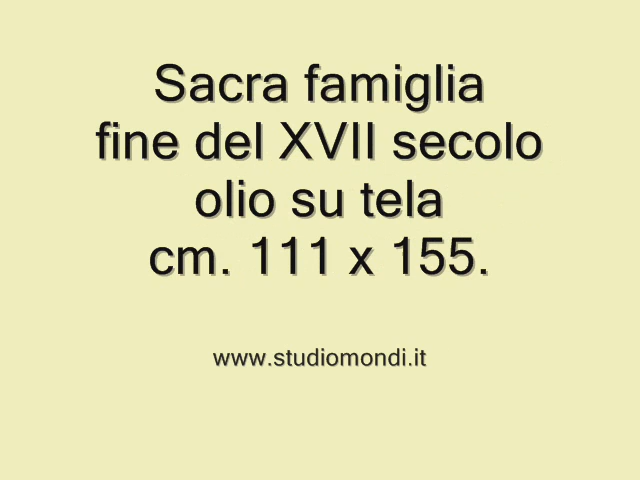 Sacra famiglia
fine del XVII secolo
olio su tela
cm. 111 x 155.
www.studiomondi.it